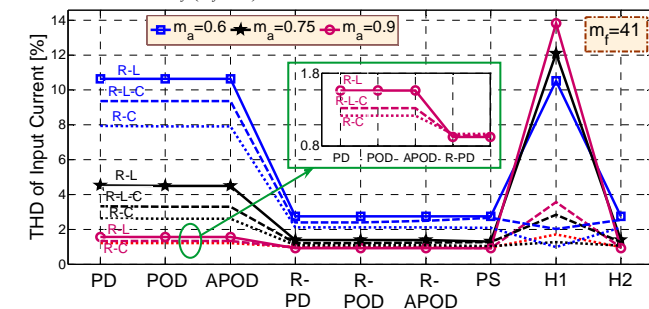 14
12
10
8
6
4
2
0
THD of Input Current [%]
m_a=0.6 m_a=0.75 m_a=0.9
m_f=41
R-L
R-L-C
R-C
R-L
R-L-C
R-C
R-L
R-C
1.8
0.8
R-L
R-L-C
R-C
PD POD- APOD- R-PD
PD POD APOD R-PD R-POD R-APOD PS H1 H2